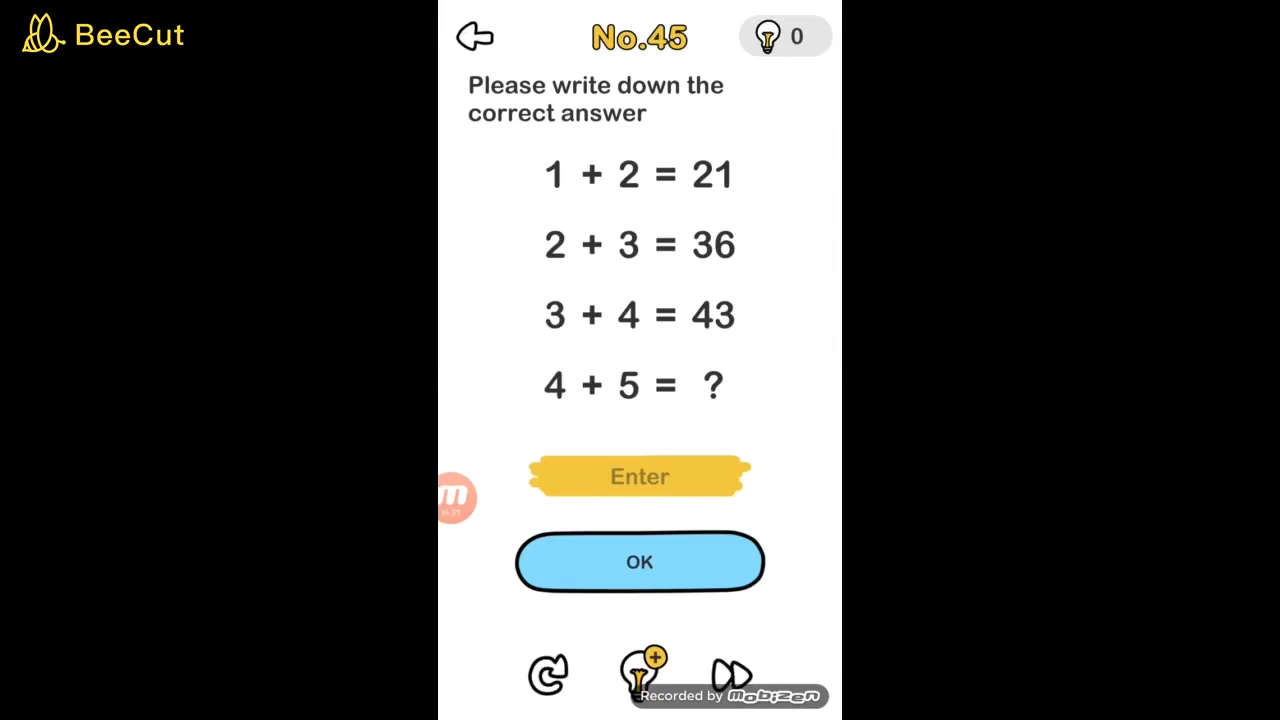 BeeCut
No.45
0
Please write down the
correct answer
1 + 2 = 21
2 + 3 = 36
3 + 4 = 43
4 + 5 = ?
Enter
m
OK
Recorded by mobizen